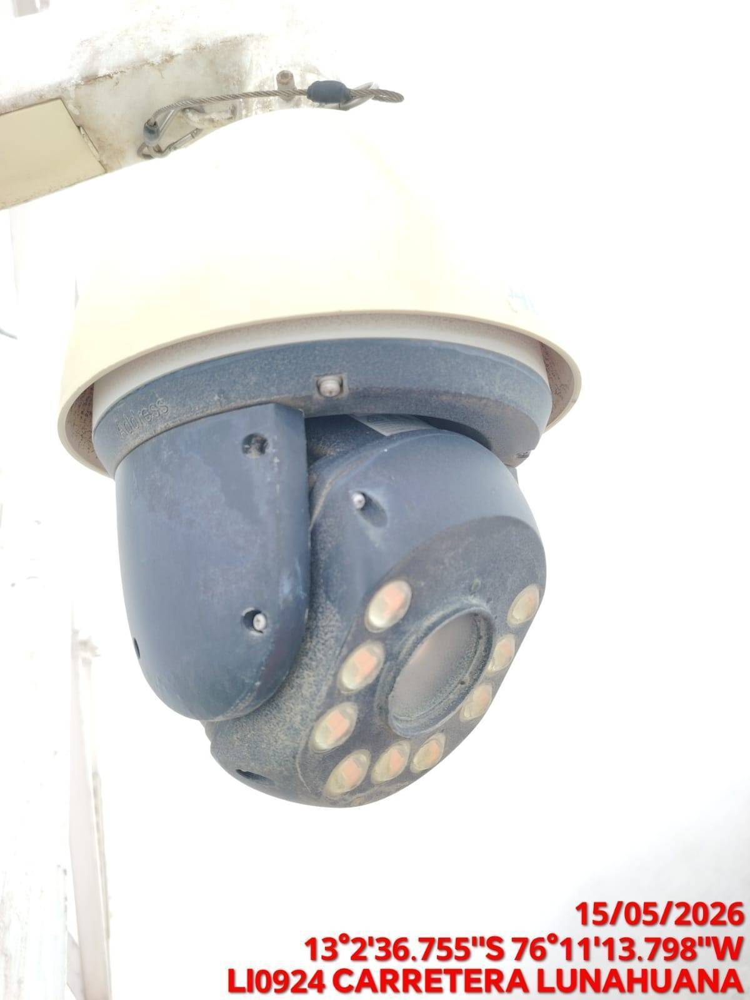 Address
15/05/2026
13°2'36.755"S 76°11'13.798"W
LI0924 CARRETERA LUNAHUANA